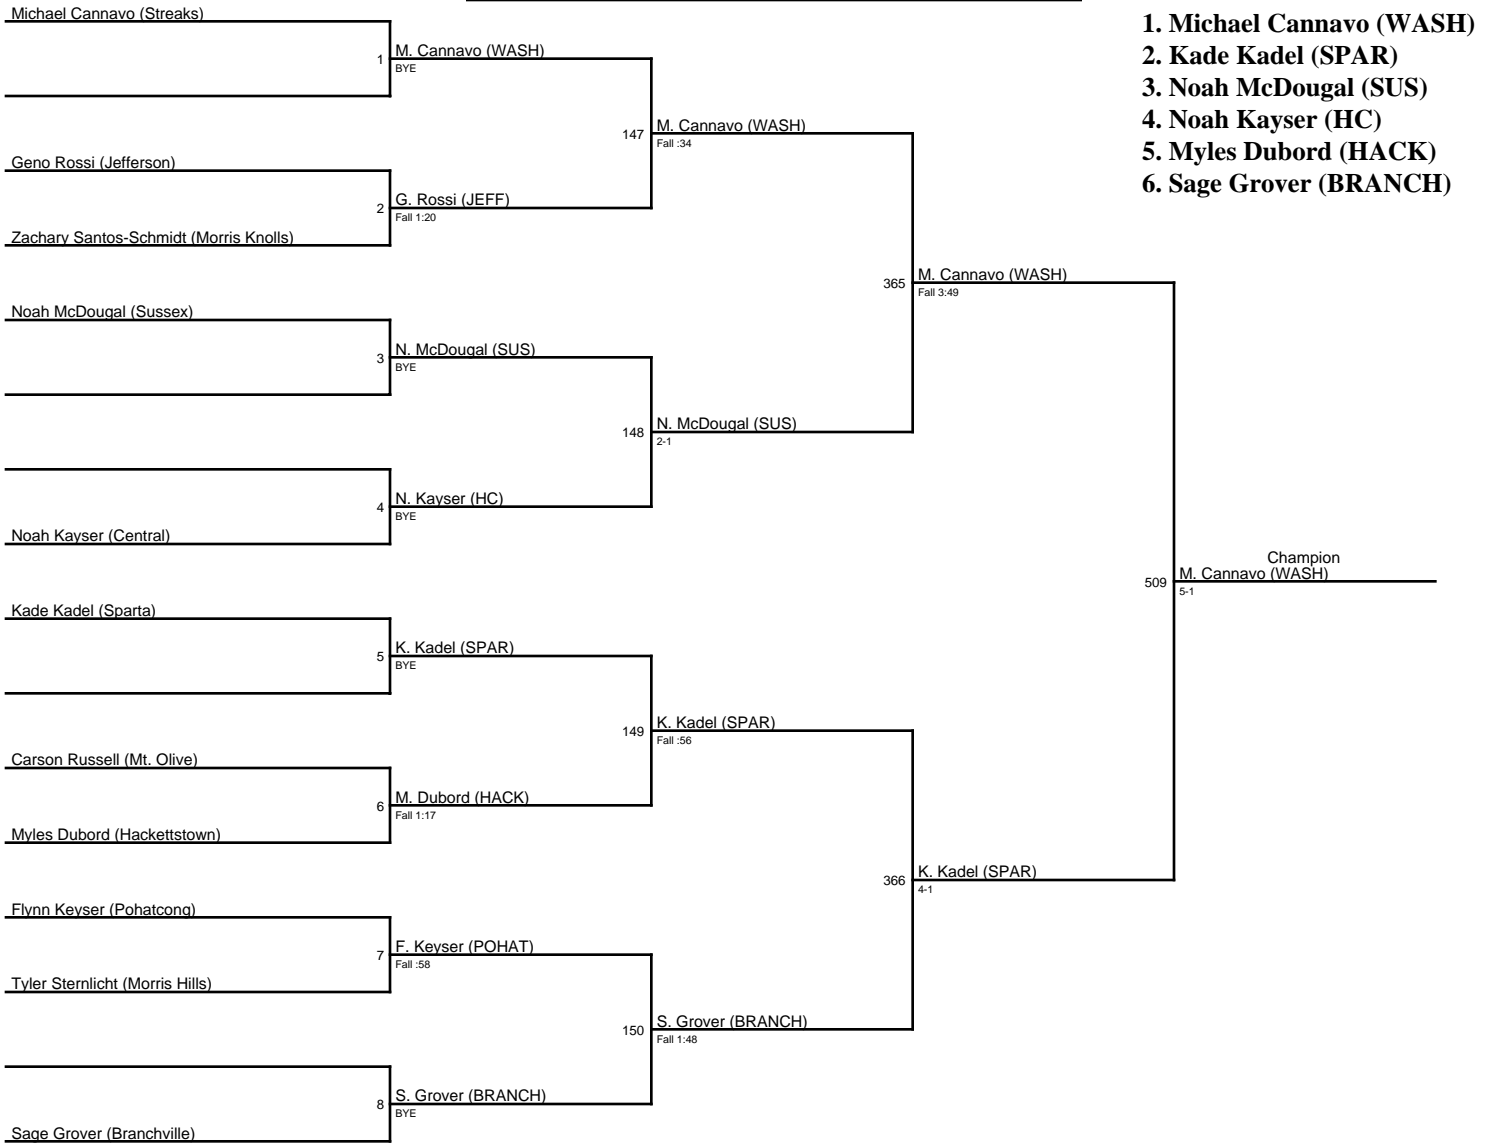 Michael Cannavo (Streaks)
1
M. Cannavo (WASH)
BYE
Geno Rossi (Jefferson)
2
G. Rossi (JEFF)
Fall 1:20
Zachary Santos-Schmidt (Morris Knolls)
147
M. Cannavo (WASH)
Fall :34
Noah McDougal (Sussex)
3
N. McDougal (SUS)
BYE
4
N. Kayser (HC)
BYE
Noah Kayser (Central)
148
N. McDougal (SUS)
2-1
365
M. Cannavo (WASH)
Fall 3:49
Kade Kadel (Sparta)
5
K. Kadel (SPAR)
BYE
Carson Russell (Mt. Olive)
6
M. Dubord (HACK)
Fall 1:17
Myles Dubord (Hackettstown)
149
K. Kadel (SPAR)
Fall :56
Flynn Keyser (Pohatcong)
7
F. Keyser (POHAT)
Fall :58
Tyler Sternlicht (Morris Hills)
8
S. Grover (BRANCH)
BYE
Sage Grover (Branchville)
150
S. Grover (BRANCH)
Fall 1:48
366
K. Kadel (SPAR)
4-1
509
Champion
M. Cannavo (WASH)
5-1
1. Michael Cannavo (WASH)
2. Kade Kadel (SPAR)
3. Noah McDougal (SUS)
4. Noah Kayser (HC)
5. Myles Dubord (HACK)
6. Sage Grover (BRANCH)